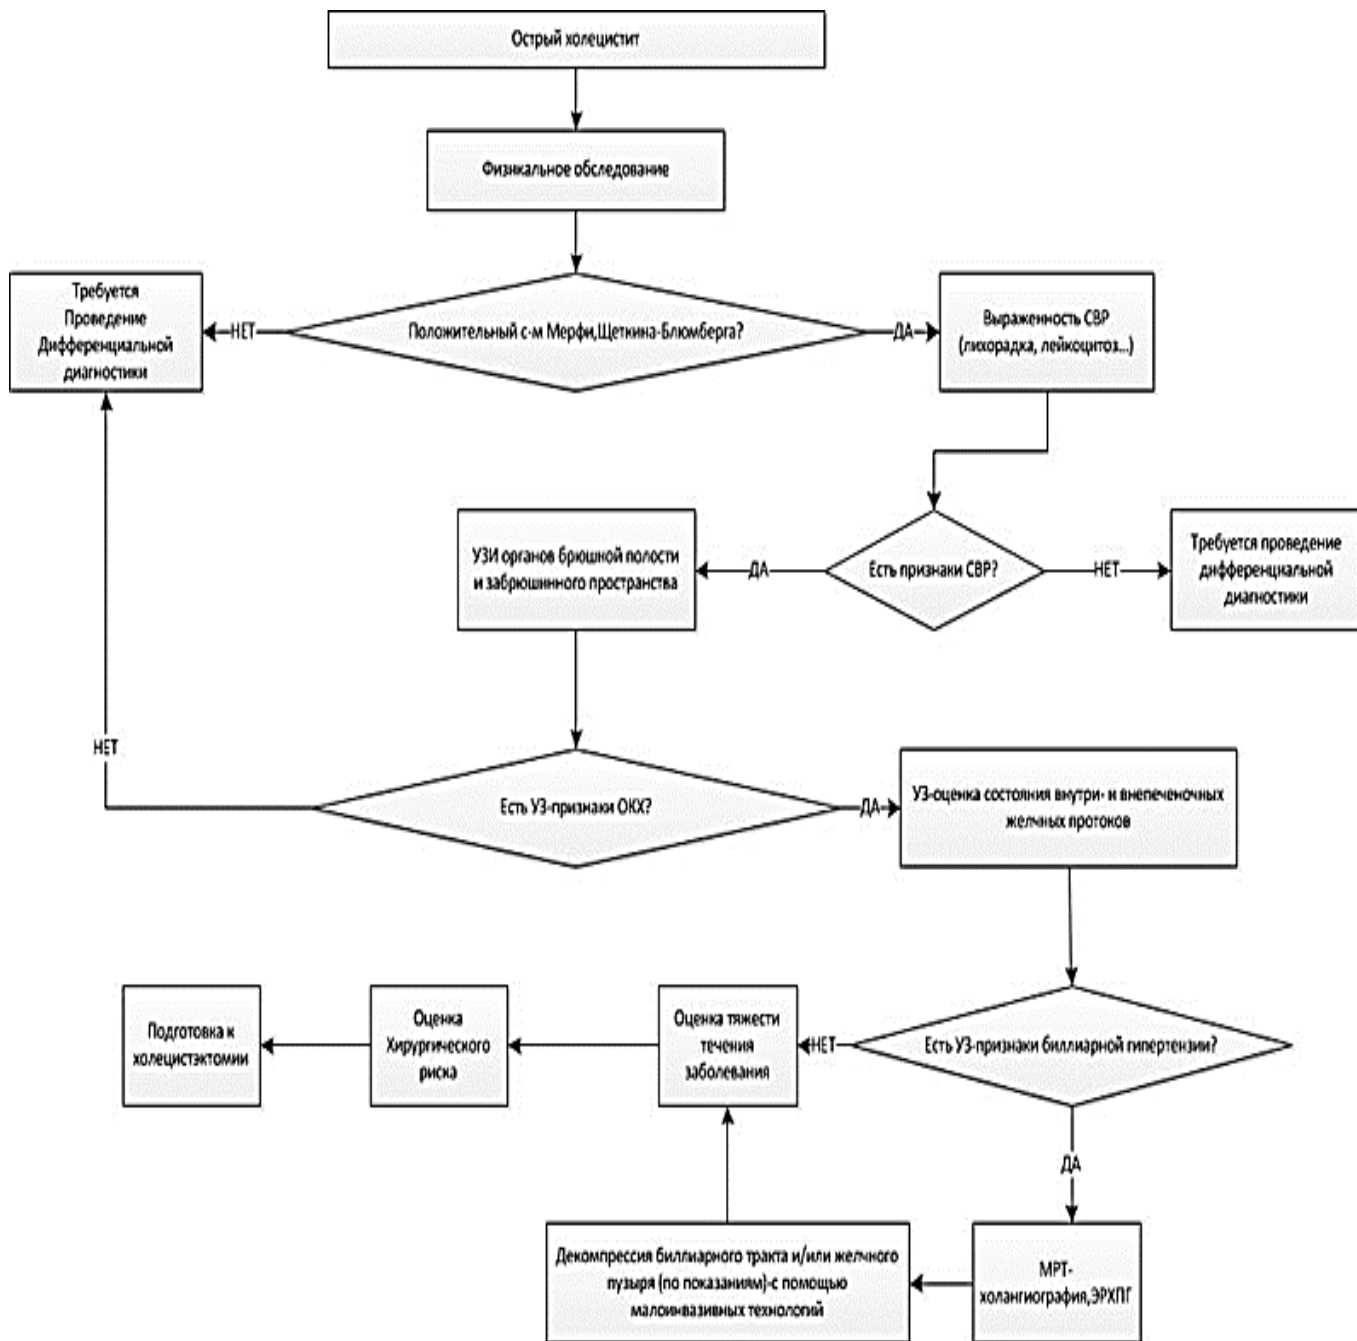 Острый холецистит
Физикальное обследование
Требуется
Проведение
Дифференциальной
диагностики
НЕТ
Положительный с-м Мерфи,Щеткина-Блюмберга?
ДА
Выраженность СВР
(лихорадка, лейкоцитоз...)
УЗИ органов брюшной полости
и забрюшинного пространства
ДА
Есть признаки СВР?
НЕТ
Требуется проведение
дифференциальной
диагностики
НЕТ
Есть УЗ-признаки ОКХ?
ДА
УЗ-оценка состояния внутри- и внепеченочных
желчных протоков
Подготовка к
холецистэктомии
Оценка
Хирургического
риска
Оценка тяжести
течения
заболевания
НЕТ
Есть УЗ-признаки биллиарной гипертензии?
ДА
Декомпрессия биллиарного тракта и/или желчного
пузыря (по показаниям)-с помощью
малоинвазивных технологий
МРТ-
холангиография,ЭРХПГ